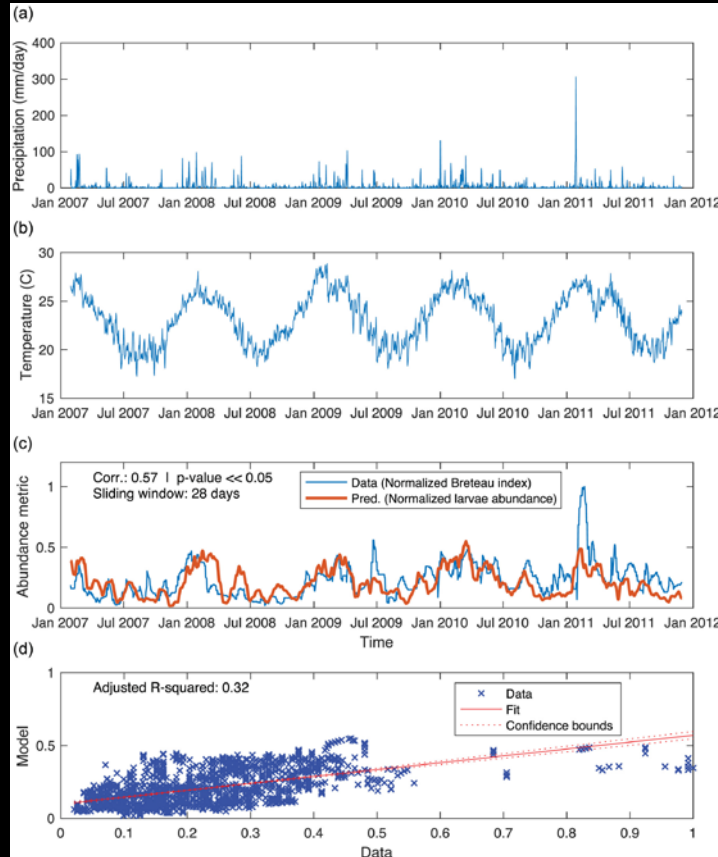 (a)
Precipitation (mm/day)
400
300
200
100
0
Jan 2007 Jul 2007 Jan 2008 Jul 2008 Jan 2009 Jul 2009 Jan 2010 Jul 2010 Jan 2011 Jul 2011 Jan 2012
(b)
Temperature (C)
30
25
20
15
Jan 2007 Jul 2007 Jan 2008 Jul 2008 Jan 2009 Jul 2009 Jan 2010 Jul 2010 Jan 2011 Jul 2011 Jan 2012
(c)
Corr.: 0.57 | p-value << 0.05
Sliding window: 28 days
Data (Normalized Breteau index)
Pred. (Normalized larvae abundance)
Abundance metric
1
0.5
0
Jan 2007 Jul 2007 Jan 2008 Jul 2008 Jan 2009 Jul 2009 Jan 2010 Jul 2010 Jan 2011 Jul 2011 Jan 2012
Time
(d)
Adjusted R-squared: 0.32
Data
Fit
Confidence bounds
Model
1
0.5
0
0 0.1 0.2 0.3 0.4 0.5 0.6 0.7 0.8 0.9 1
Data